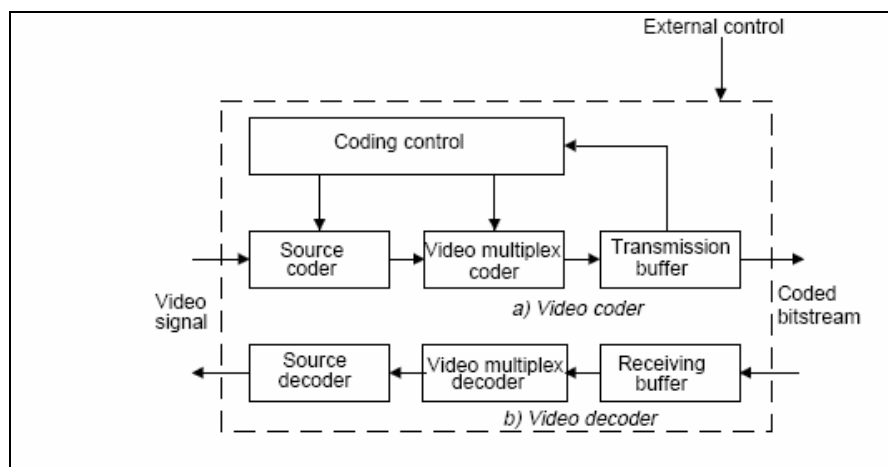 External control
Coding control
Source
coder
Video multiplex
coder
Transmission
buffer
Video
signal
a) Video coder
Coded
bitstream
Source
decoder
Video multiplex
decoder
Receiving
buffer
b) Video decoder